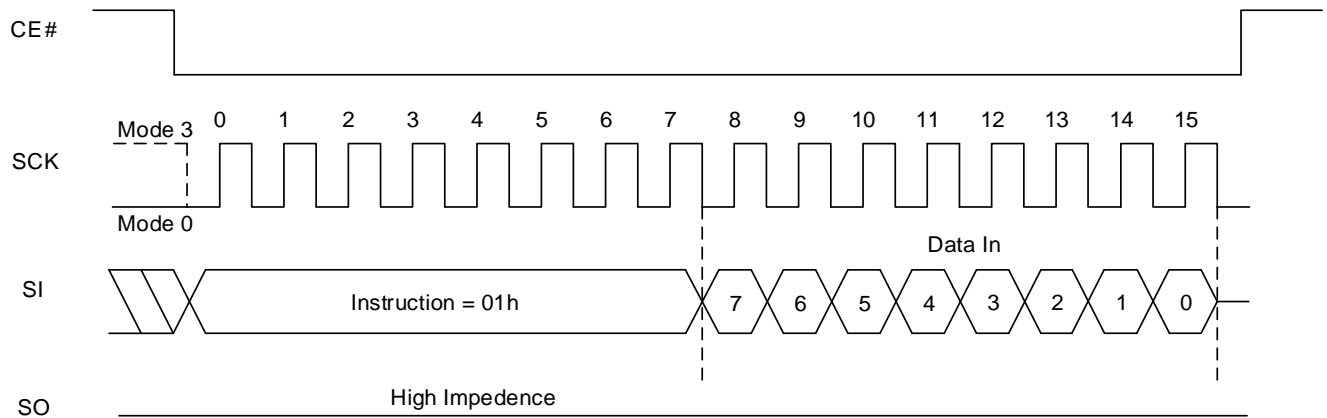 CE#
Mode 3
0 1 2 3 4 5 6 7 8 9 10 11 12 13 14 15
SCK
Mode 0
Data In
SI
Instruction = 01h
7 6 5 4 3 2 1 0
High Impedence
SO